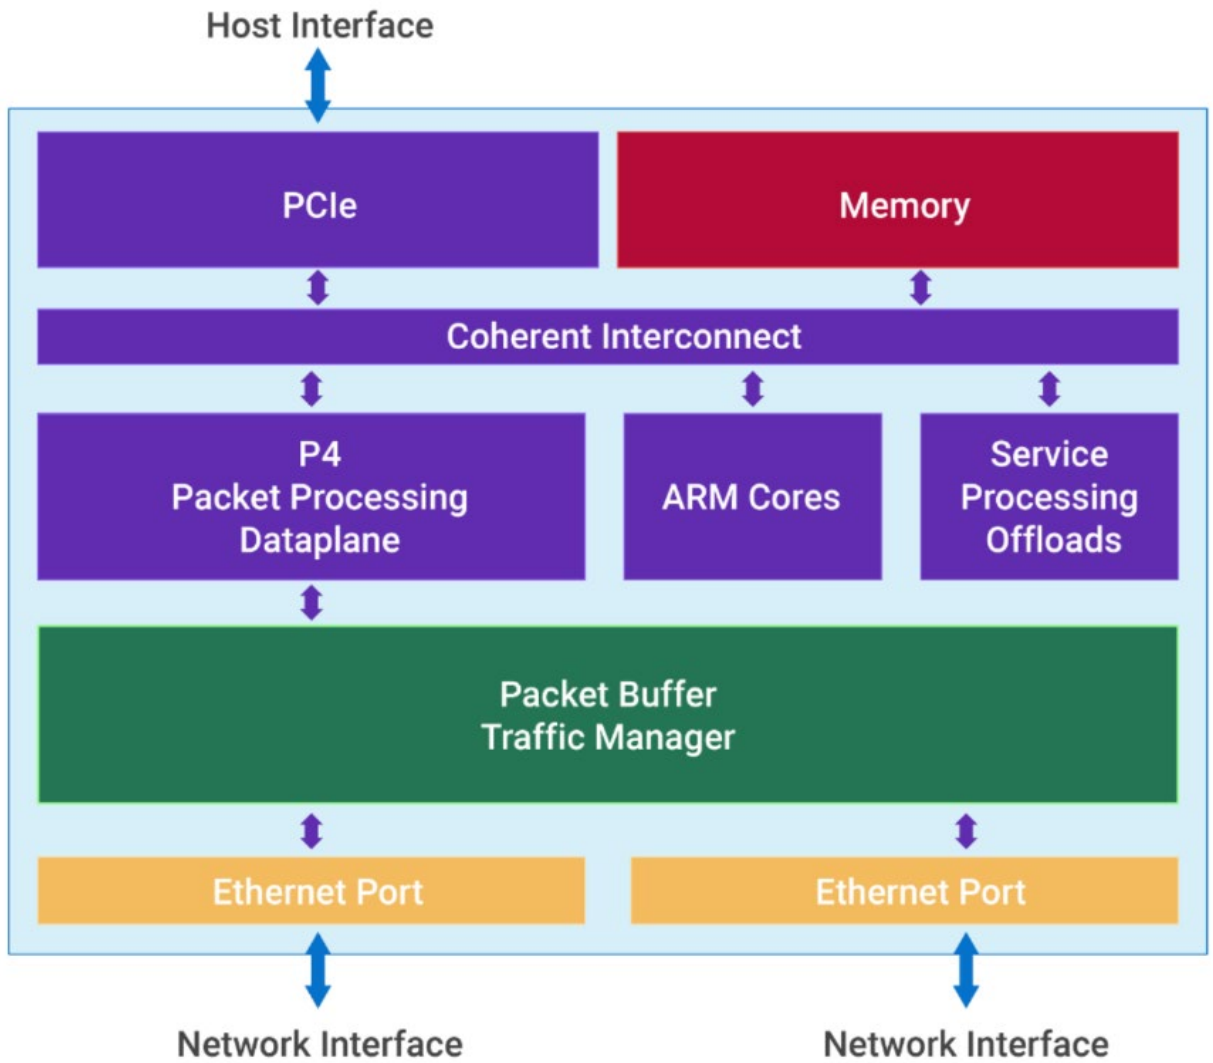 Host Interface
PCIe
Memory
Coherent Interconnect
P4
Packet Processing
Dataplane
ARM Cores
Service
Processing
Offloads
Packet Buffer
Traffic Manager
Ethernet Port
Ethernet Port
Network Interface
Network Interface